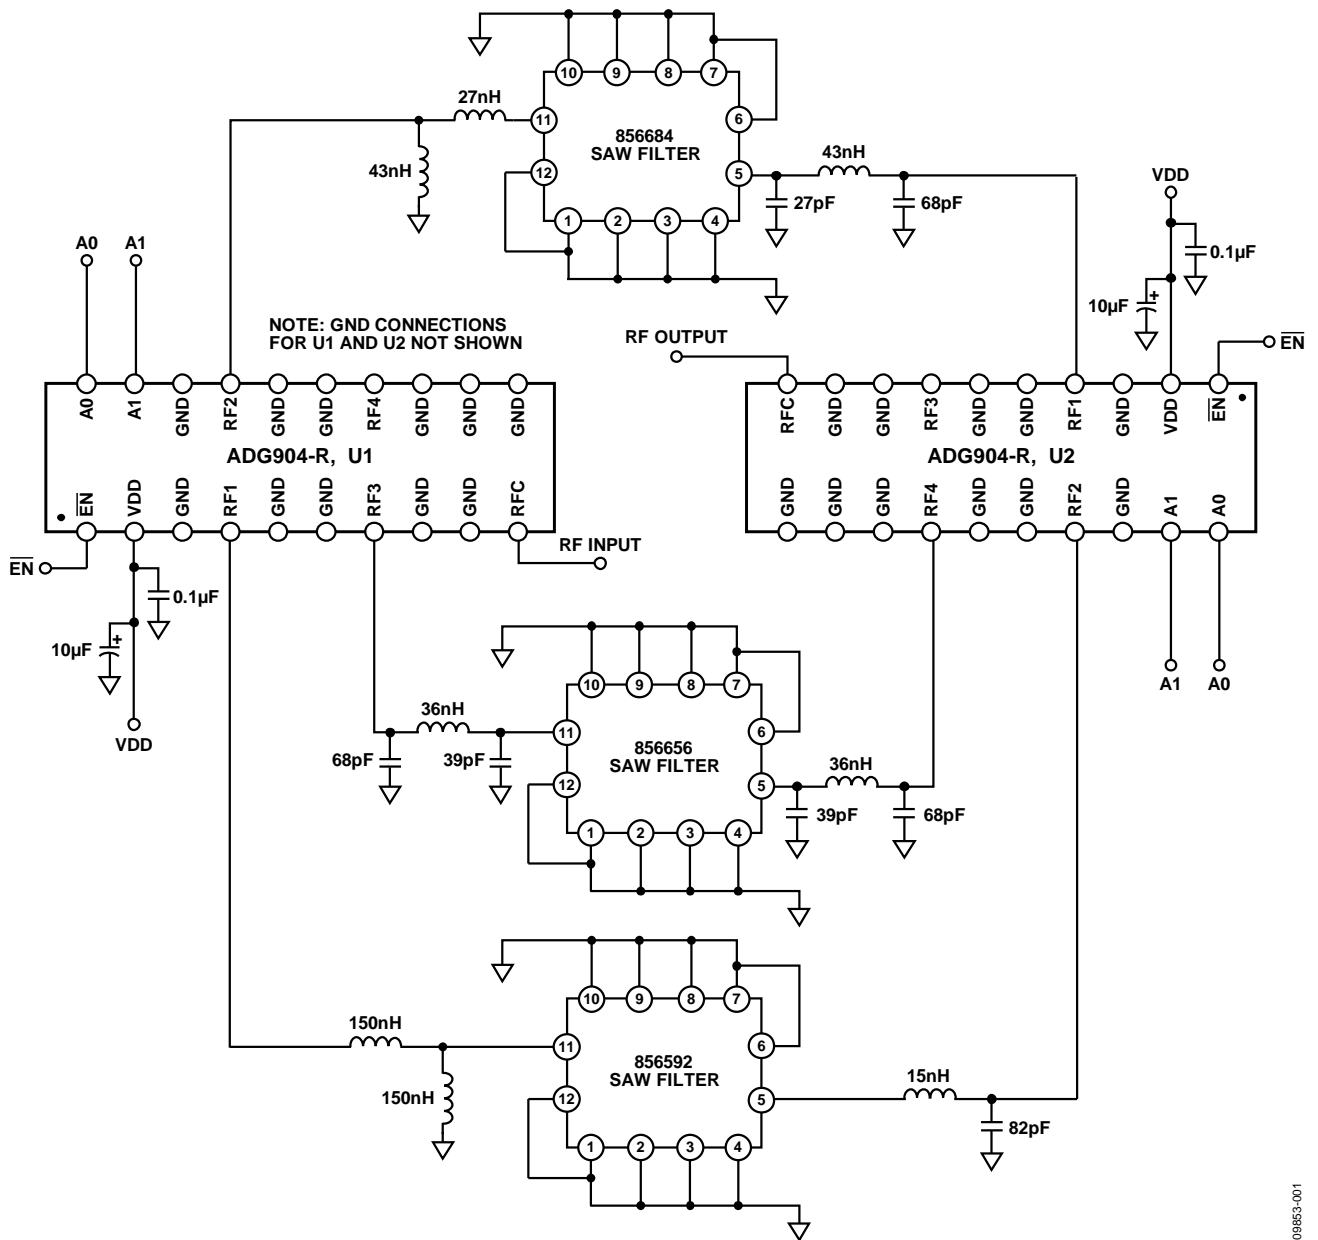 10
9
8
7
27nH
11
856684
SAW FILTER
6
43nH
12
5
43nH
27pF
68pF
1
2
3
4
VDD
0.1µF
10µF
A0
A1
NOTE: GND CONNECTIONS
FOR U1 AND U2 NOT SHOWN
RF OUTPUT
EN
A0
A1
GND
RF2
GND
GND
RF4
GND
GND
GND
ADG904-R, U1
EN
VDD
GND
RF1
GND
GND
RF3
GND
GND
RFC
RFC
GND
GND
RF3
GND
GND
RF1
GND
VDD
EN
ADG904-R, U2
GND
GND
GND
RF4
GND
GND
RF2
GND
A1
A0
EN
RF INPUT
0.1µF
10µF
VDD
A1
A0
10
9
8
7
36nH
11
856656
SAW FILTER
6
68pF
39pF
12
5
36nH
39pF
68pF
1
2
3
4
10
9
8
7
150nH
11
856592
SAW FILTER
6
150nH
12
5
15nH
82pF
1
2
3
4
09853-001